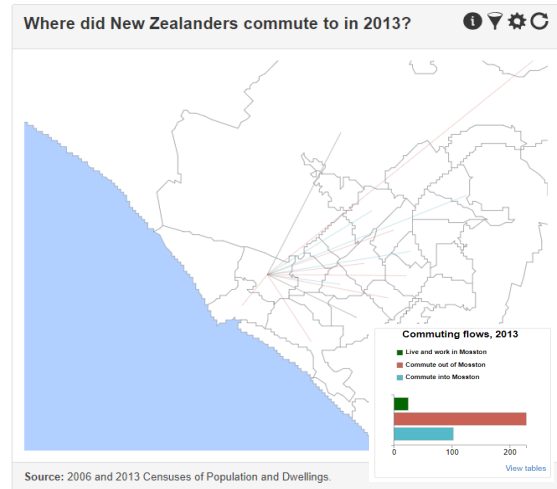 Where did New Zealanders commute to in 2013?
Commuting flows, 2013
Live and work in Mosston
Commute out of Mosston
Commute into Mosston
0 100 200
View tables
Source: 2006 and 2013 Censuses of Population and Dwellings.